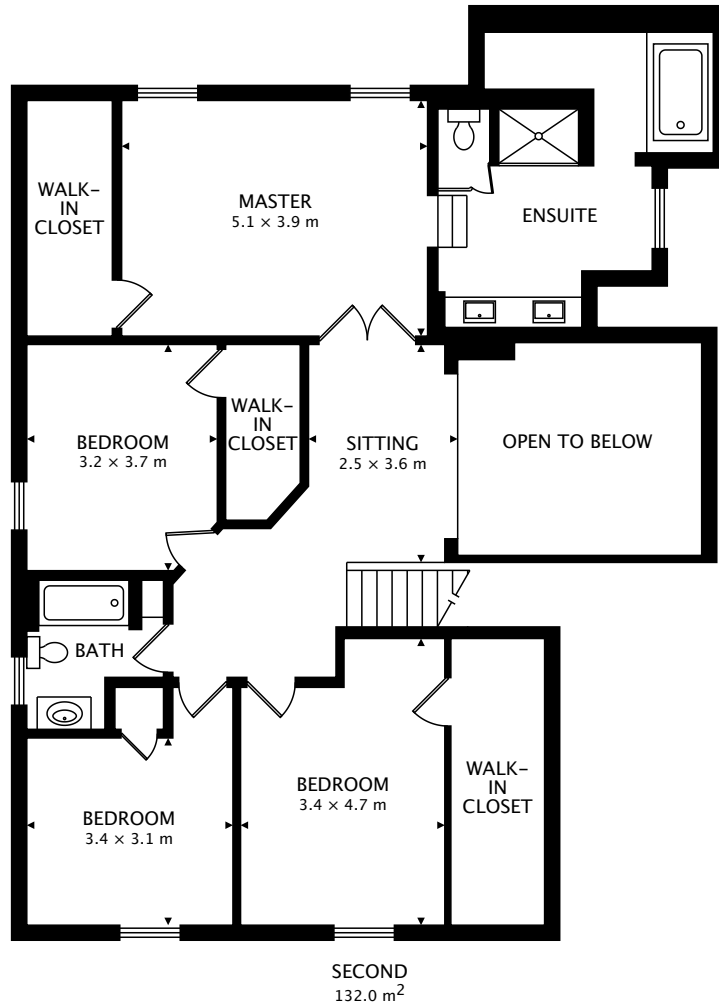 WALK-
IN
CLOSET
MASTER
5.1 × 3.9 m
ENSUITE
BEDROOM
3.2 × 3.7 m
WALK-
IN
CLOSET
SITTING
2.5 × 3.6 m
OPEN TO BELOW
BATH
BEDROOM
3.4 × 3.1 m
BEDROOM
3.4 × 4.7 m
WALK-
IN
CLOSET
SECOND
132.0 m²